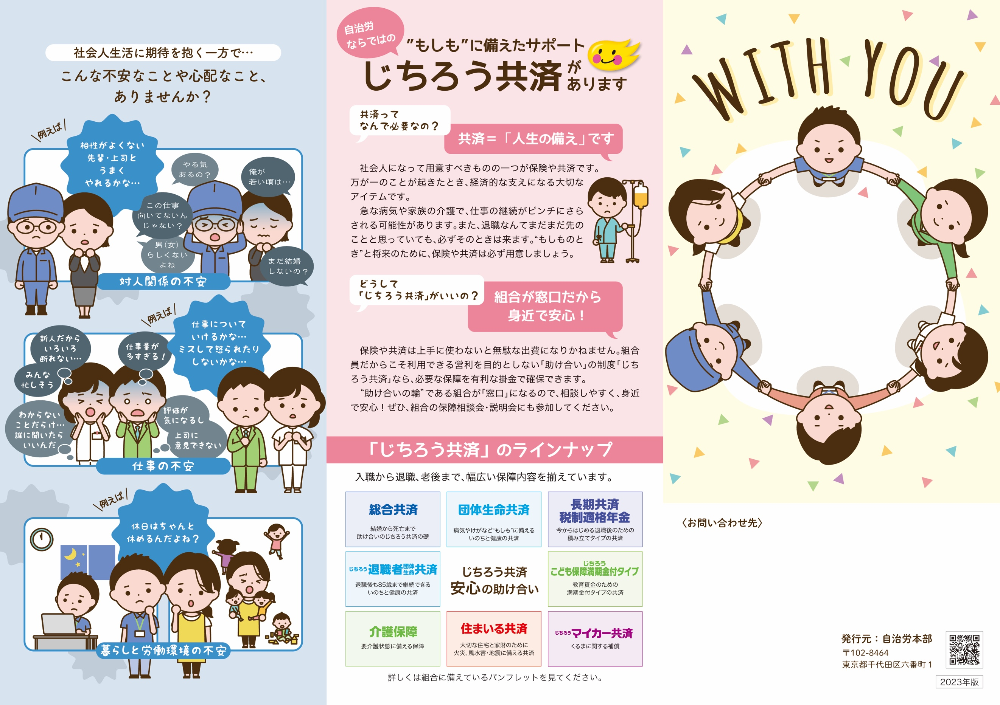 社会人生活に期待を抱く一方で…
こんな不安なことや心配なこと、
ありませんか？
例えば
相性がよくない
先輩・上司と
うまく
やれるかな…
やる気
あるの？
俺が
若い頃は…
この仕事
向いてないん
じゃない？
男（女）
らしくない
よね
まだ結婚
しないの？
対人関係の不安
例えば
仕事について
いけるかな…
ミスして怒られたり
しないかな…
新人だから
いろいろ
断れない…
仕事量が
多すぎる！
みんな
忙しそう
わからない
ことだらけ…
誰に聞いたら
いいんだ
評価が
気になるし
上司に
意見できない
仕事の不安
例えば
休日はちゃんと
休めるんだよね？
暮らしと労働環境の不安
自治労
ならではの
”もしも”に備えたサポート
じちろう共済が
あります
共済って
なんで必要なの？
共済＝「人生の備え」です
社会人になって用意すべきものの一つが保険や共済です。
万が一のことが起きたとき、経済的な支えになる大切な
アイテムです。
急な病気や家族の介護で、仕事の継続がピンチにさら
される可能性があります。また、退職なんてまだまだ先の
ことと思っていても、必ずそのときは来ます。“もしものと
き”と将来のために、保険や共済は必ず用意しましょう。
どうして
「じちろう共済」がいいの？
組合が窓口だから
身近で安心！
保険や共済は上手に使わないと無駄な出費になりかねません。組合
員だからこそ利用できる営利を目的としない「助け合い」の制度「じち
ろう共済」なら、必要な保障を有利な掛金で確保できます。
“助け合いの輪”である組合が「窓口」になるので、相談しやすく、身近
で安心！ぜひ、組合の保障相談会・説明会にも参加してください。
「じちろう共済」のラインナップ
入職から退職、老後まで、幅広い保障内容を揃えています。
総合共済
結婚から死亡まで
助け合いのじちろう共済の礎
団体生命共済
病気やけがなど“もしも”に備える
いのちと健康の共済
長期共済
税制適格年金
今からはじめる退職後のための
積み立てタイプの共済
じちろう退職者団体生命共済
退職後も85歳まで継続できる
いのちと健康の共済
じちろう共済
安心の助け合い
じちろう
こども保障満期金付タイプ
教育資金のための
満期金付タイプの共済
介護保障
要介護状態に備える保障
住まいる共済
大切な住宅と家財のために
火災，風水害・地震に備える共済
じちろうマイカー共済
くるまに関する補償
詳しくは組合に備えているパンフレットを見てください。
WITH YOU
〈お問い合わせ先〉
発行元：自治労本部
〒102-8464
東京都千代田区六番町1
2023年版